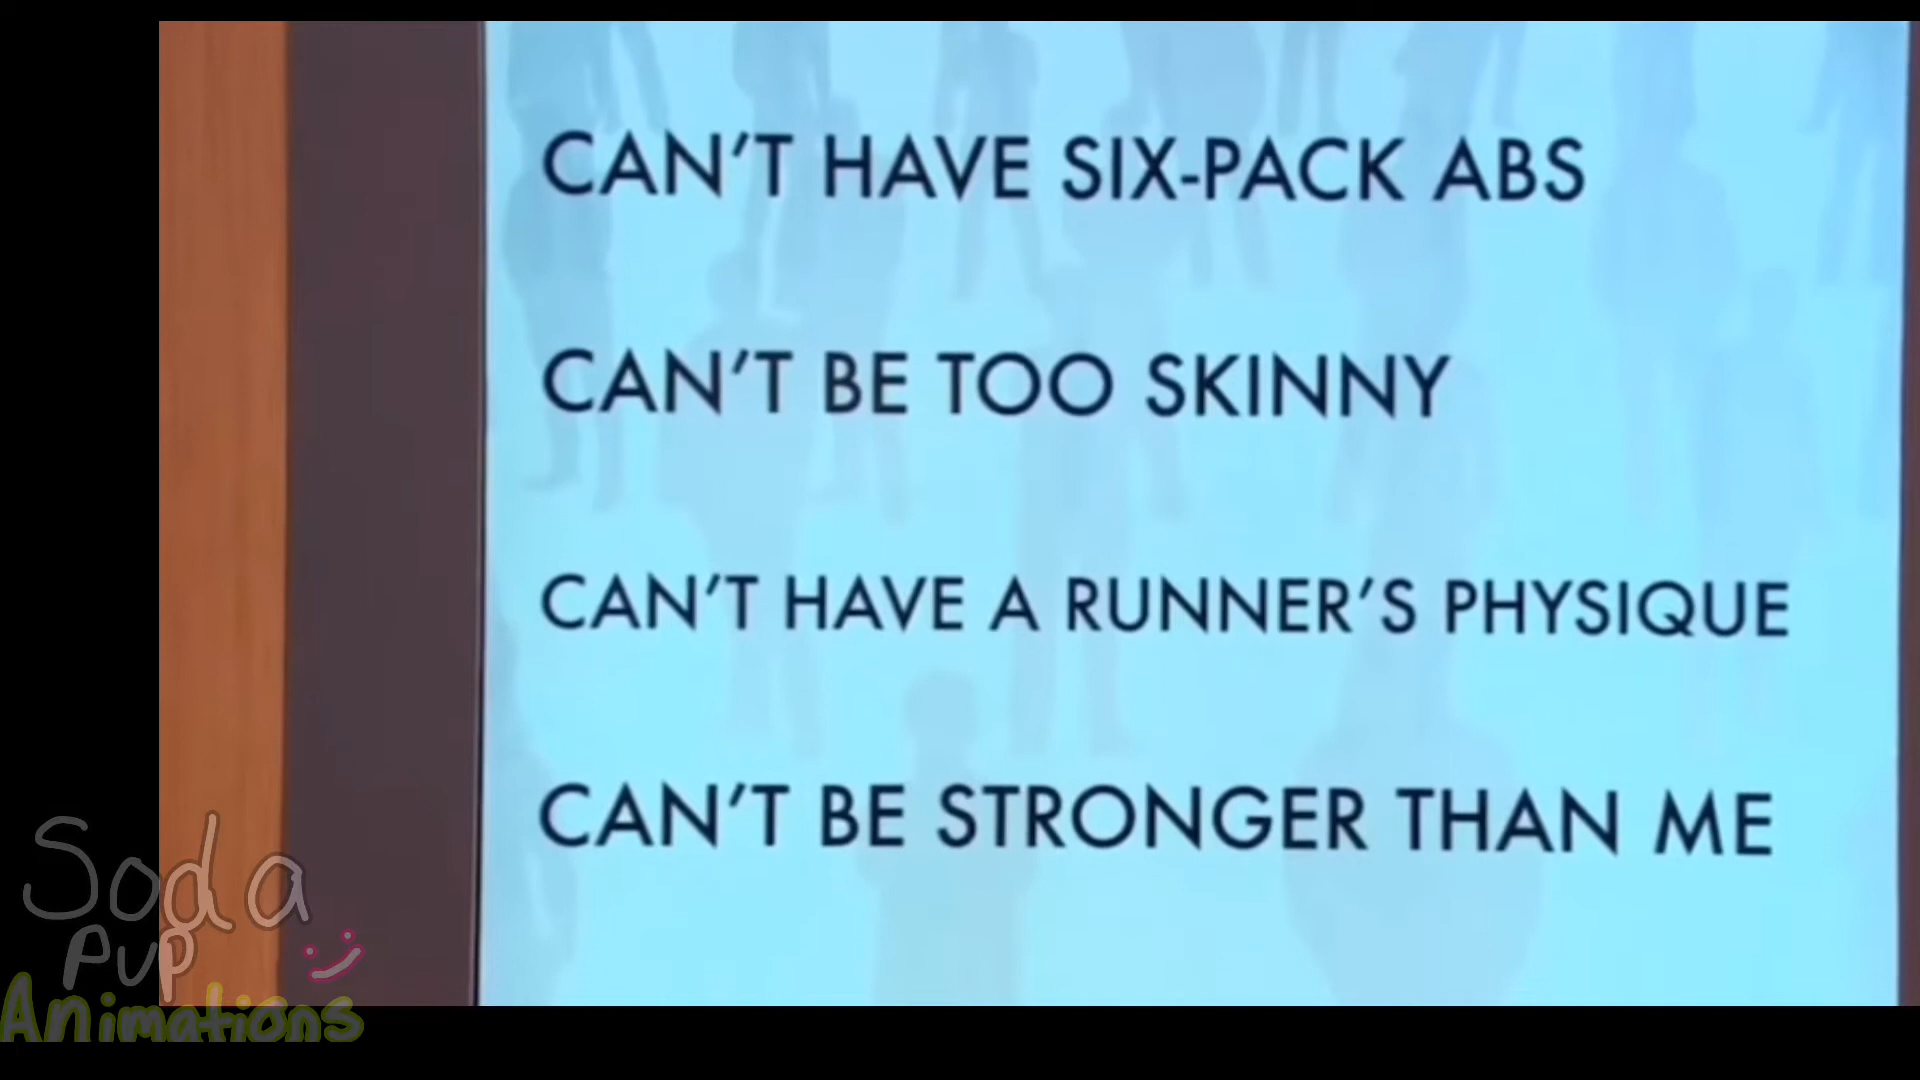 CAN'T HAVE SIX-PACK ABS
CAN'T BE TOO SKINNY
CAN'T HAVE A RUNNER'S PHYSIQUE
CAN'T BE STRONGER THAN ME
Soda
Pup
Animations